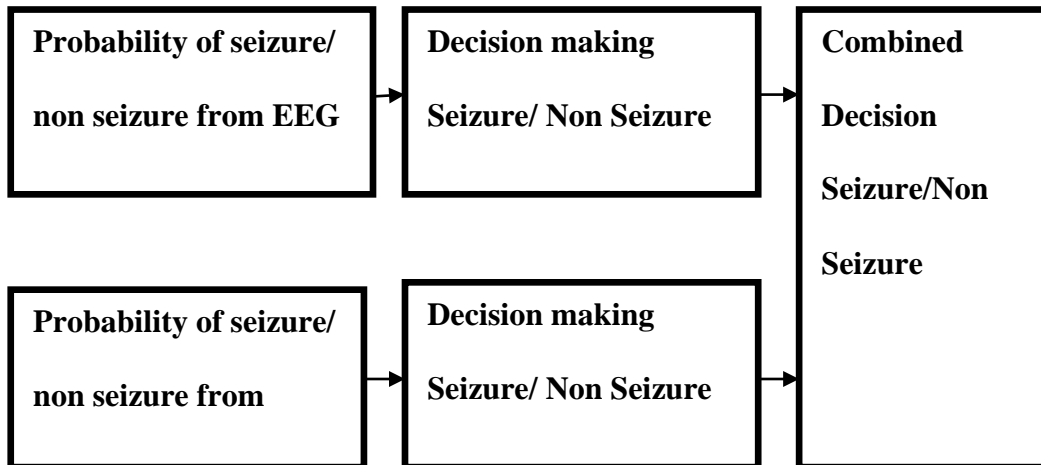 Probability of seizure/
non seizure from EEG
Decision making
Seizure/ Non Seizure
Combined
Decision
Seizure/Non
Seizure
Probability of seizure/
non seizure from
Decision making
Seizure/ Non Seizure